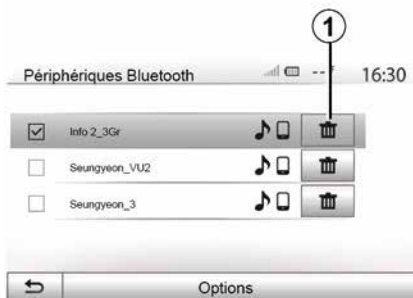 1
Périphériques Bluetooth -- ° 16:30
Info 2_3Gr
Seungyeon_VU2
Seungyeon_3
Options